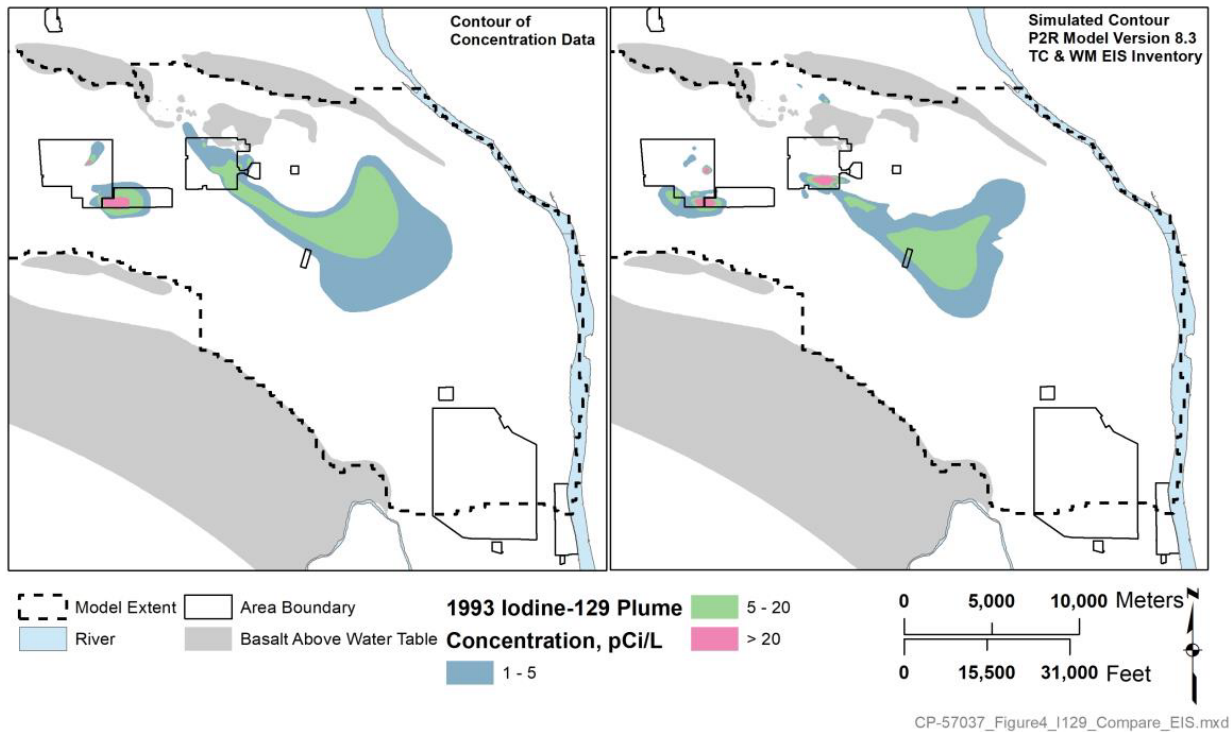 Contour of
Concentration Data
Simulated Contour
P2R Model Version 8.3
TC & WM EIS Inventory
Model Extent
River
Area Boundary
Basalt Above Water Table
1993 Iodine-129 Plume
Concentration, pCi/L
1 - 5
5 - 20
> 20
0 5,000 10,000 Meters
0 15,500 31,000 Feet
N
CP-57037_Figure4_I129_Compare_EIS.mxd